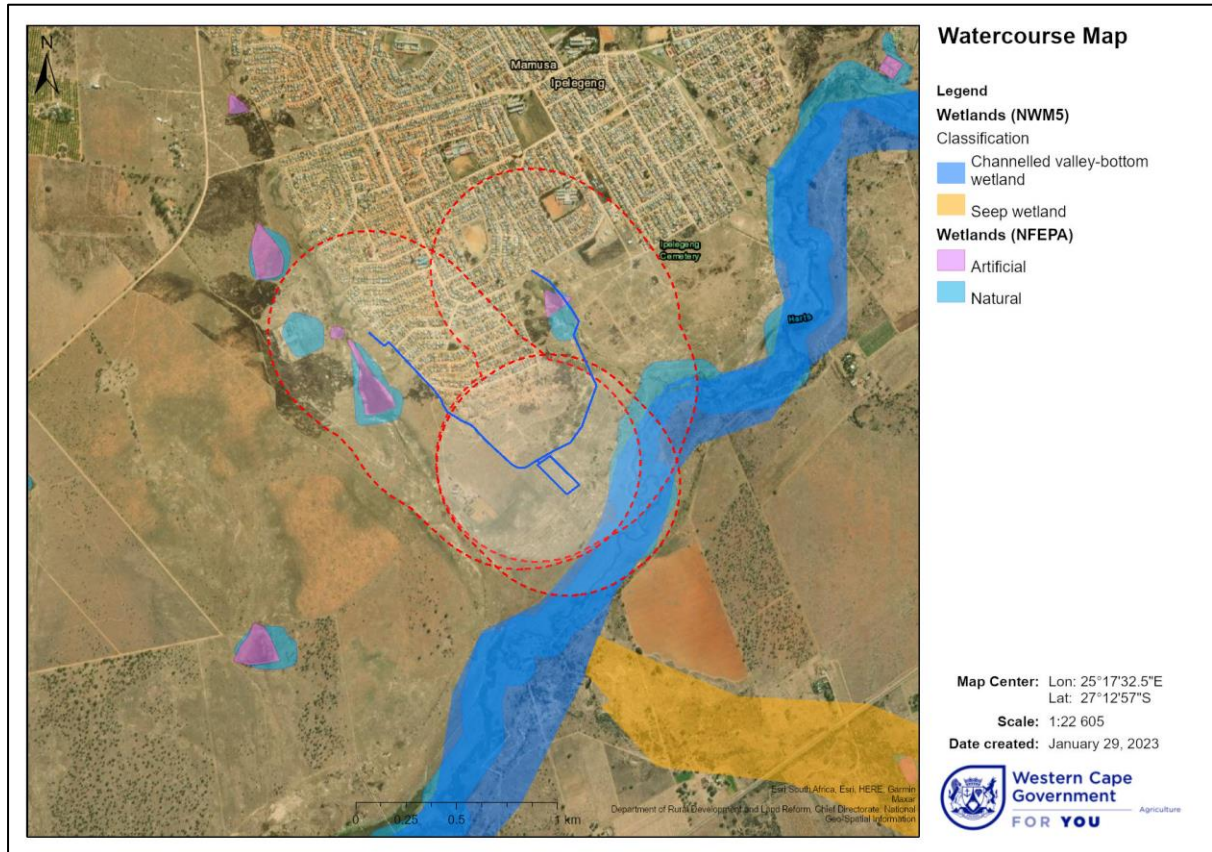 N
Mamusa
Ipelegeng
Ipelegeng
Cemetery
Harts
0 0.25 0.5 1 km
Esri South Africa, Esri, HERE, Garmin
Maxar
Department of Rural Development and Land Reform, Chief Directorate: National
Geo-Spatial Information
Watercourse Map
Legend
Wetlands (NWM5)
Classification
Channelled valley-bottom
wetland
Seep wetland
Wetlands (NFEPA)
Artificial
Natural
Map Center: Lon: 25°17'32.5"E
Lat: 27°12'57"S
Scale: 1:22 605
Date created: January 29, 2023
Western Cape
Government
Agriculture
FOR YOU